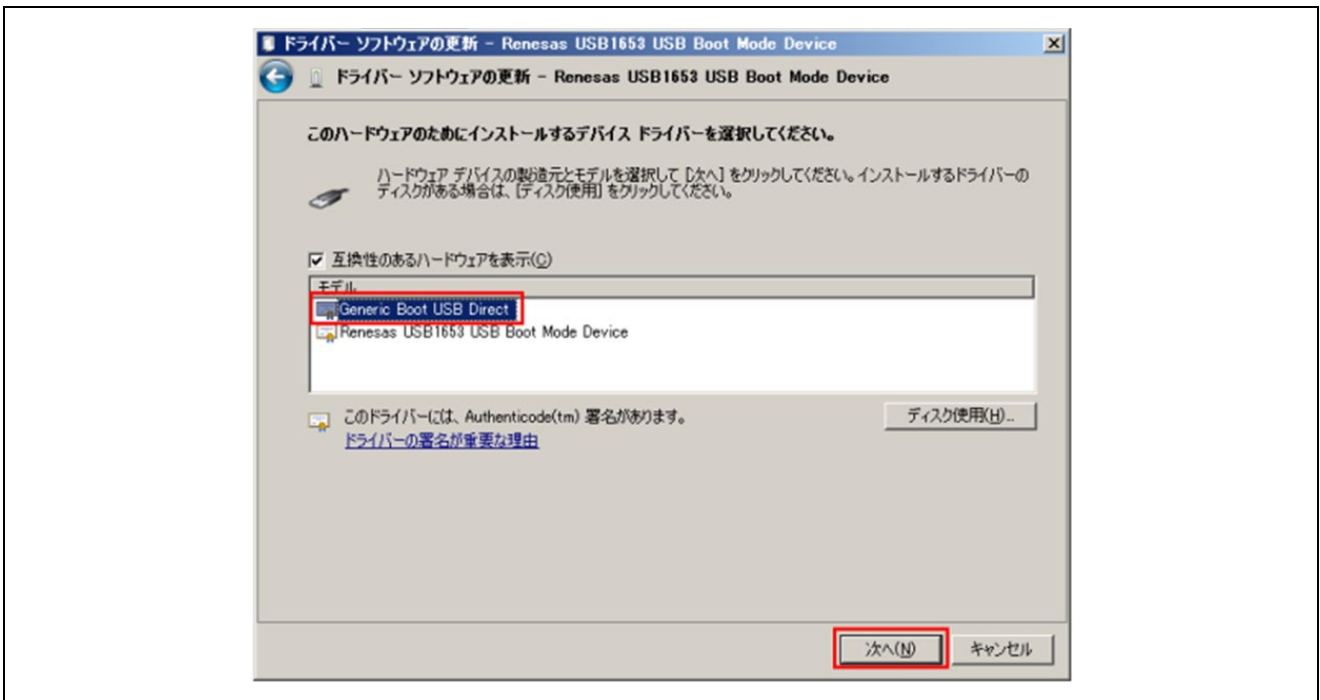 ドライバー ソフトウェアの更新 - Renesas USB1653 USB Boot Mode Device
ドライバー ソフトウェアの更新 - Renesas USB1653 USB Boot Mode Device
このハードウェアのためにインストールするデバイス ドライバーを選択してください。
ハードウェア デバイスの製造元とモデルを選択して [次へ] をクリックしてください。インストールするドライバーの
ディスクがある場合は、[ディスク使用] をクリックしてください。
互換性のあるハードウェアを表示(C)
モデル
Generic Boot USB Direct
Renesas USB1653 USB Boot Mode Device
このドライバーには、Authenticode(tm) 署名があります。
ディスク使用(H)...
ドライバーの署名が重要な理由
次へ(N)
キャンセル